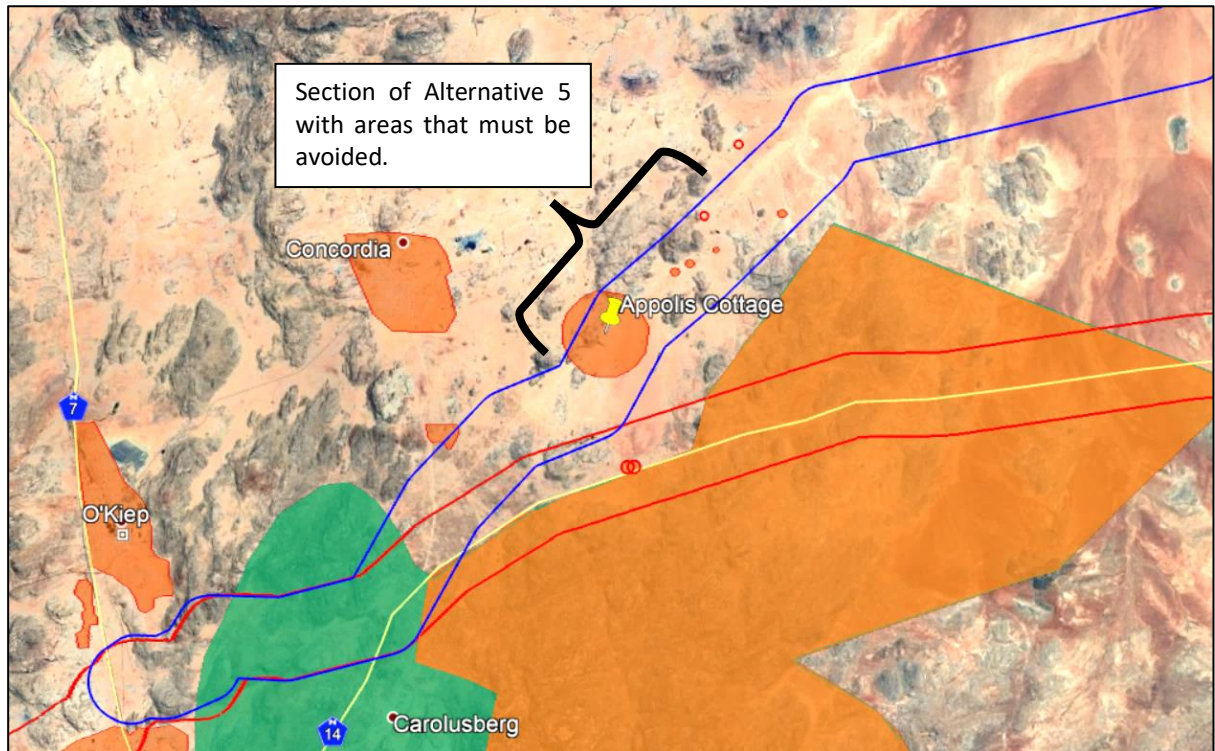 Section of Alternative 5
with areas that must be
avoided.
Concordia
Appolis Cottage
N
7
O'Kiep
Carolusberg
N
14